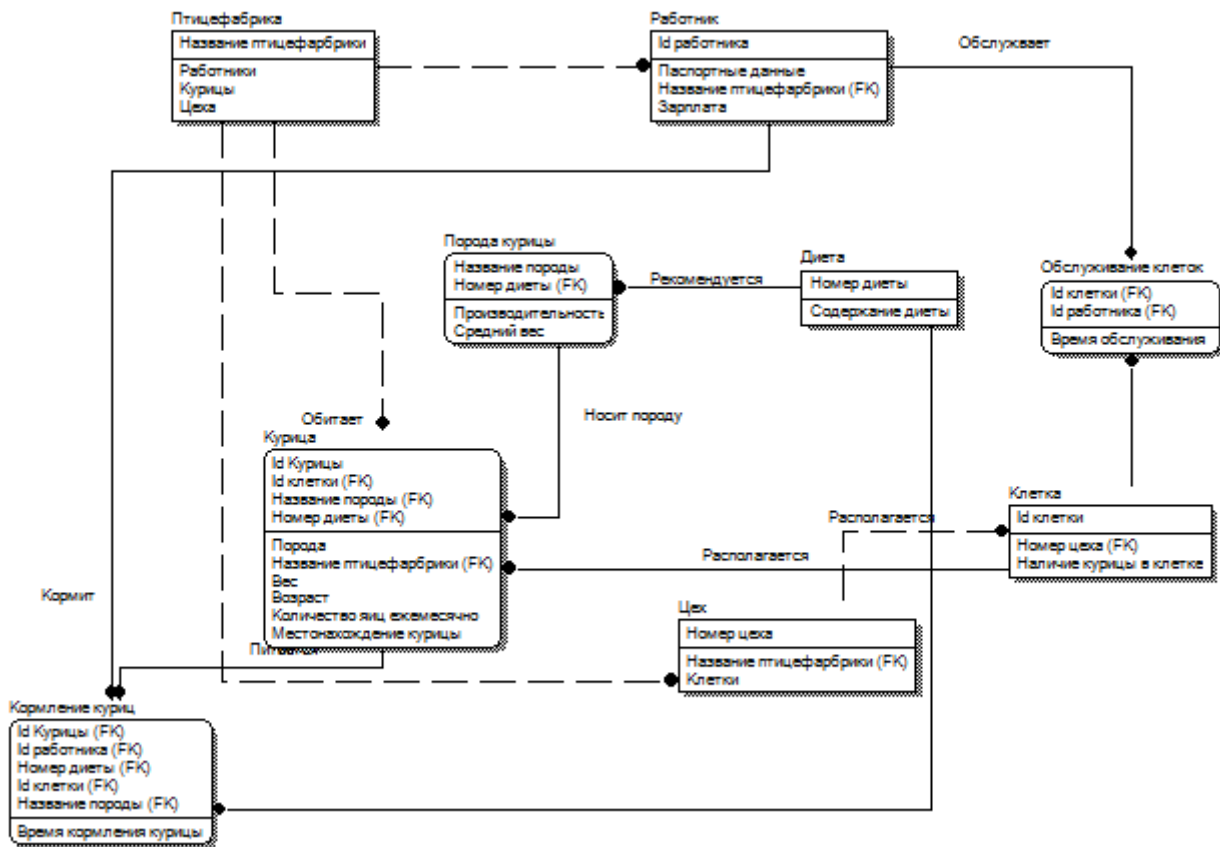 Птицефабрика
Название птицефарбрики
Работники
Курицы
Цеха
Работник
Id работника
Паспортные данные
Название птицефарбрики (FK)
Зарплата
Обслужвает
Порода курицы
Название породы
Номер диеты (FK)
Производительность
Средний вес
Рекомендуется
Диета
Номер диеты
Содержание диеты
Обслуживание клеток
Id клетки (FK)
Id работника (FK)
Время обслуживания
Обитает
Носит породу
Курица
Id Курицы
Id клетки (FK)
Название породы (FK)
Номер диеты (FK)
Порода
Название птицефарбрики (FK)
Вес
Возраст
Количество яиц ежемесячно
Местонахождение курицы
Располагается
Располагается
Клетка
Id клетки
Номер цеха (FK)
Наличие курицы в клетке
Кормит
Цех
Номер цеха
Название птицефарбрики (FK)
Клетки
Кормление куриц
Id Курицы (FK)
Id работника (FK)
Номер диеты (FK)
Id клетки (FK)
Название породы (FK)
Время кормления курицы